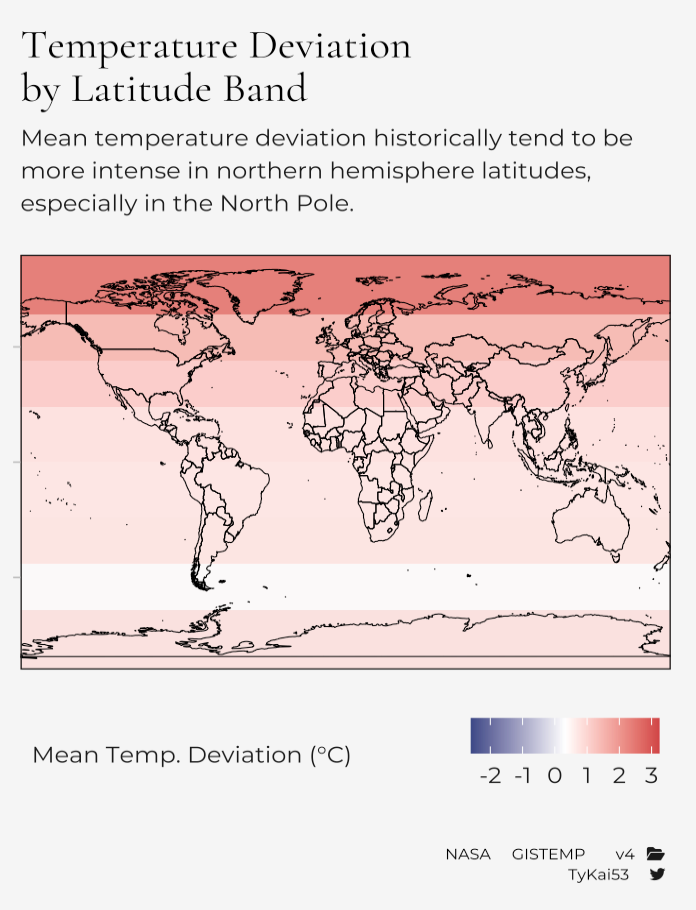 Temperature Deviation
by Latitude Band
Mean temperature deviation historically tend to be
more intense in northern hemisphere latitudes,
especially in the North Pole.
Mean Temp. Deviation (°C)
-2 -1 0 1 2 3
NASA GISTEMP v4
TyKai53